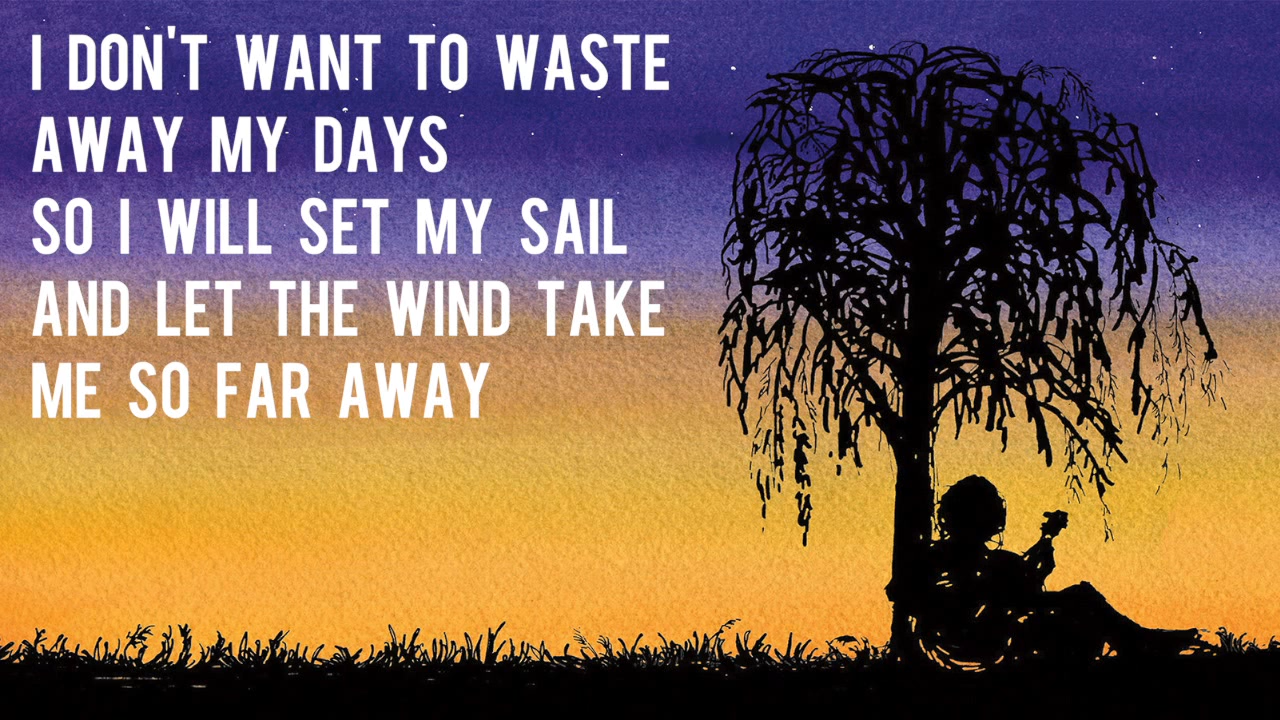 I DON'T WANT TO WASTE
AWAY MY DAYS
SO I WILL SET MY SAIL
AND LET THE WIND TAKE
ME SO FAR AWAY